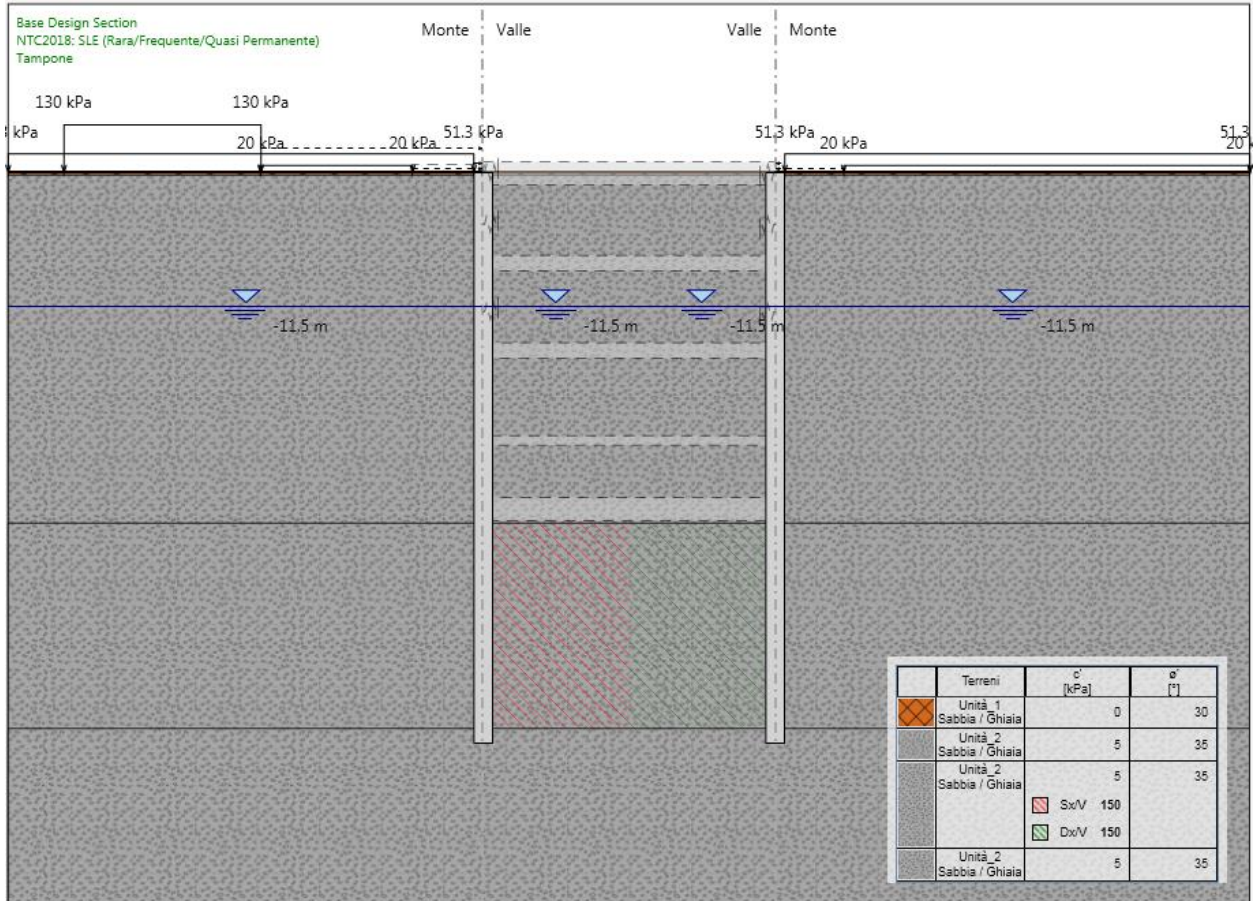 Base Design Section
NTC2018: SLE (Rara/Frequente/Quasi Permanente)
Tampone
Monte Valle Valle Monte
130 kPa 130 kPa
kPa 51.3 kPa 51.3 kPa 51.3
20 kPa 20 kPa 20 kPa 20
-11.5 m -11.5 m -11.5 m -11.5 m
Terreni c' ø'
[kPa] [°]
Unità_1
Sabbia / Ghiaia 0 30
Unità_2
Sabbia / Ghiaia 5 35
Unità_2
Sabbia / Ghiaia 5 35
Sx/V 150
Dx/V 150
Unità_2
Sabbia / Ghiaia 5 35